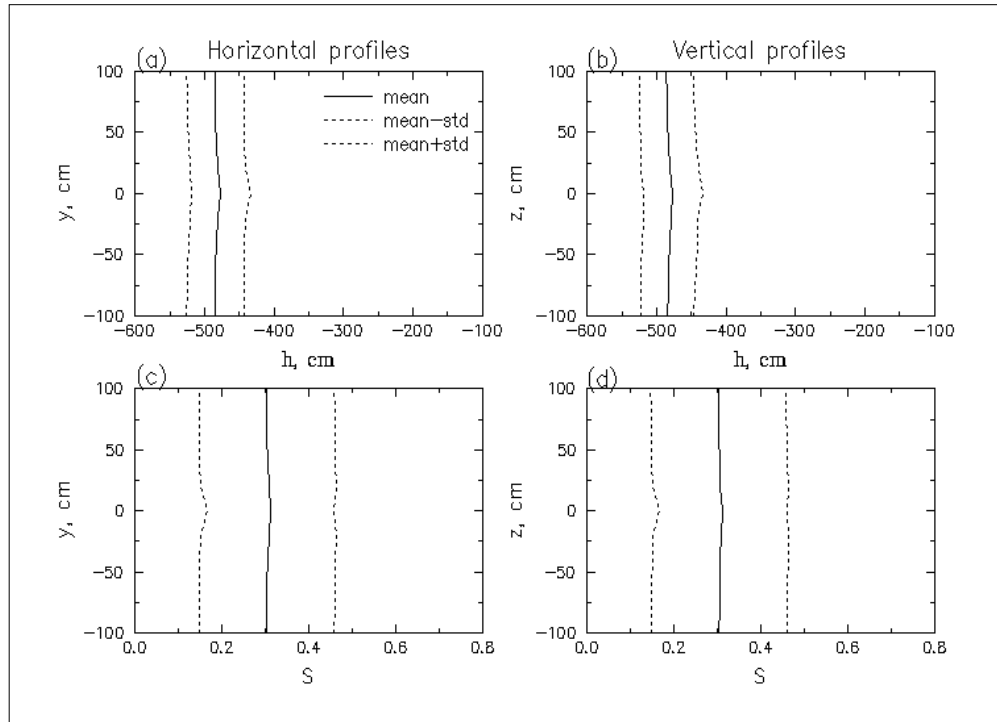 Horizontal profiles
Vertical profiles
(a)
(b)
100
50
0
−50
−100
y, cm
mean
mean−std
mean+std
−600 −500 −400 −300 −200 −100
h, cm
100
50
0
−50
−100
z, cm
−600 −500 −400 −300 −200 −100
h, cm
(c)
(d)
100
50
0
−50
−100
y, cm
0.0 0.2 0.4 0.6 0.8
S
100
50
0
−50
−100
z, cm
0.0 0.2 0.4 0.6 0.8
S